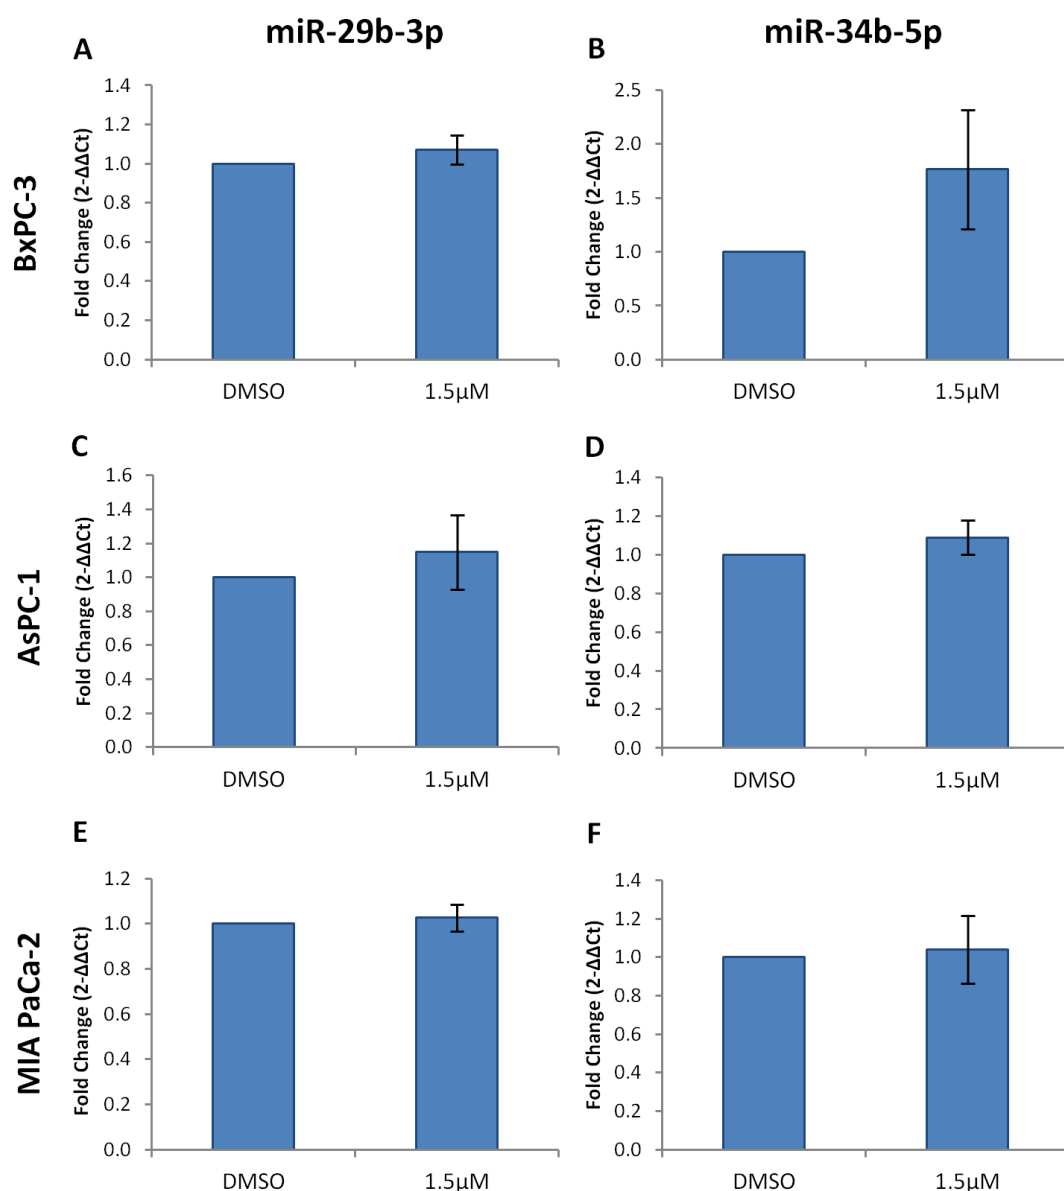 miR-29b-3p
miR-34b-5p
A
B
BxPC-3
Fold Change (2-ΔΔCt)
1.4
1.2
1.0
0.8
0.6
0.4
0.2
0.0
DMSO
1.5µM
Fold Change (2-ΔΔCt)
2.5
2.0
1.5
1.0
0.5
0.0
DMSO
1.5µM
C
D
AsPC-1
Fold Change (2-ΔΔCt)
1.6
1.4
1.2
1.0
0.8
0.6
0.4
0.2
0.0
DMSO
1.5µM
Fold Change (2-ΔΔCt)
1.4
1.2
1.0
0.8
0.6
0.4
0.2
0.0
DMSO
1.5µM
E
F
MIA PaCa-2
Fold Change (2-ΔΔCt)
1.2
1.0
0.8
0.6
0.4
0.2
0.0
DMSO
1.5µM
Fold Change (2-ΔΔCt)
1.4
1.2
1.0
0.8
0.6
0.4
0.2
0.0
DMSO
1.5µM